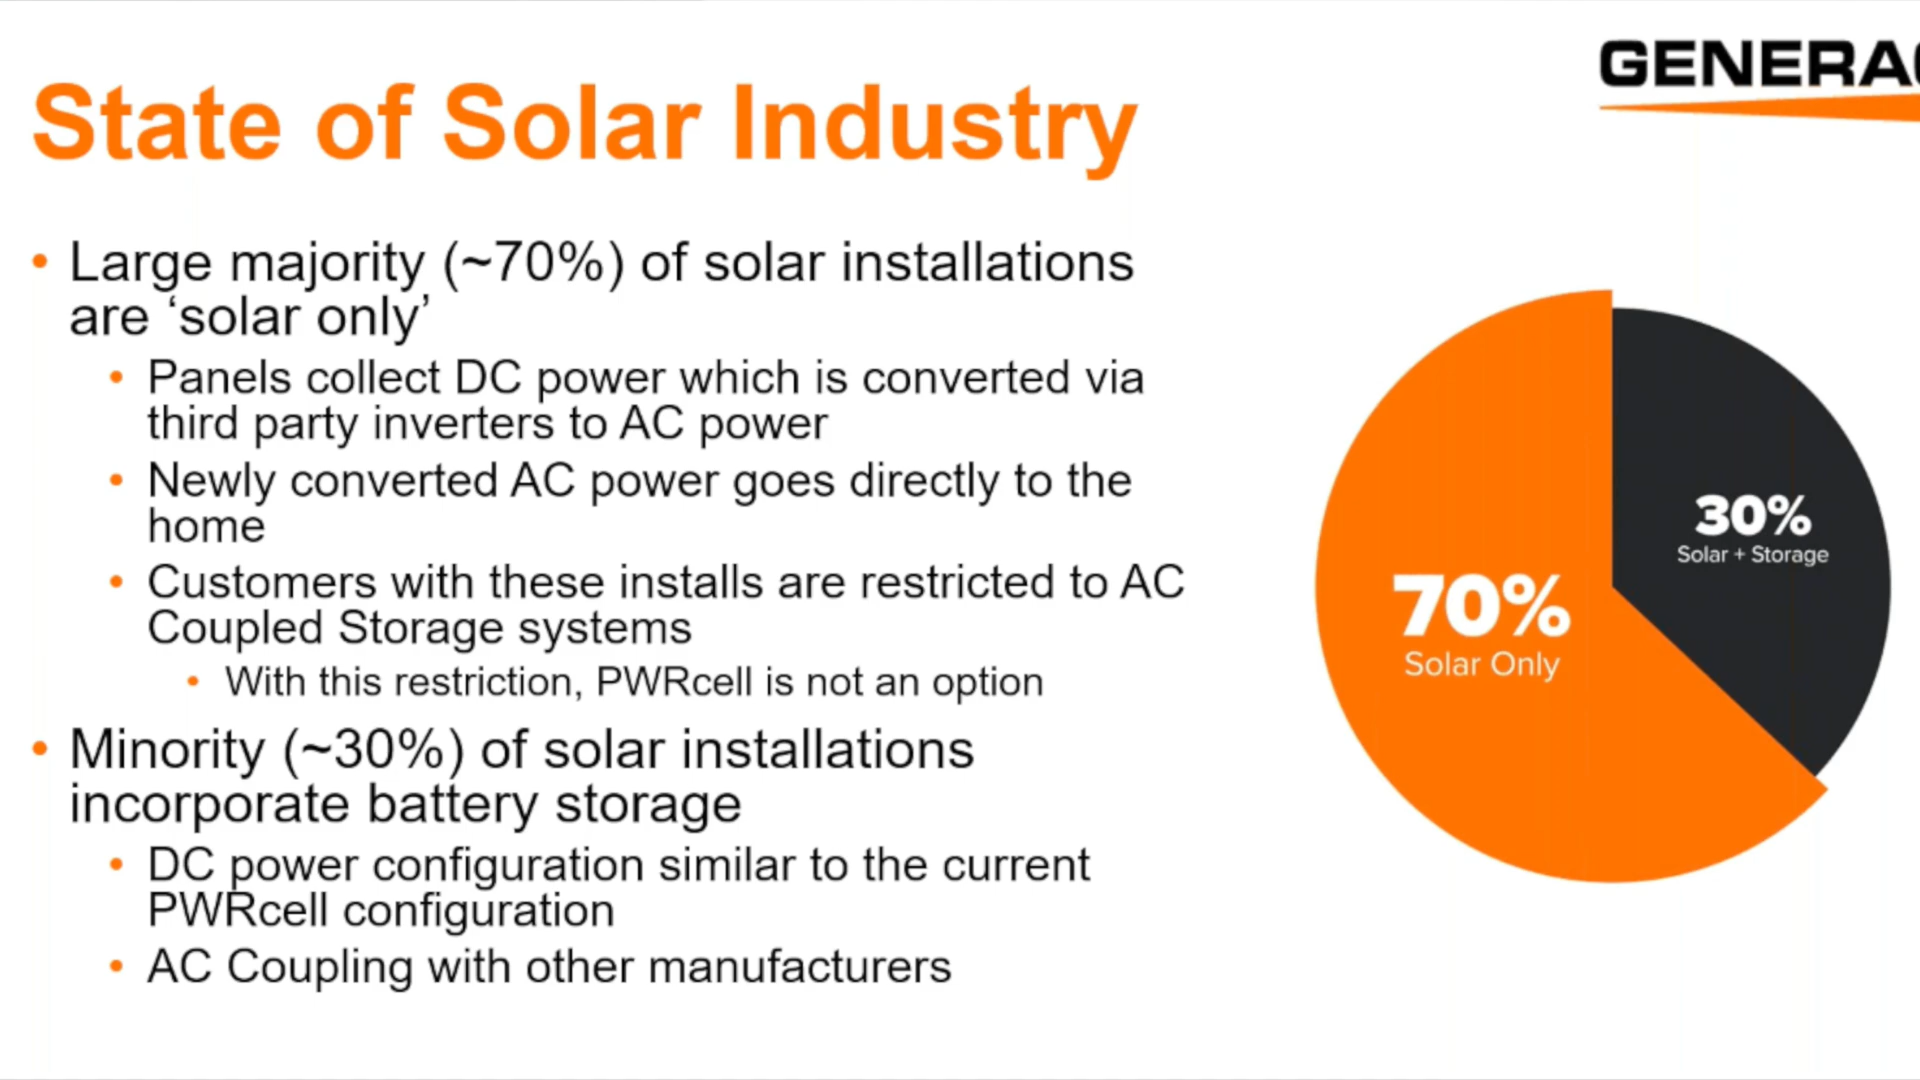 GENERAC
State of Solar Industry
• Large majority (~70%) of solar installations
are ‘solar only’
• Panels collect DC power which is converted via
third party inverters to AC power
• Newly converted AC power goes directly to the
home
• Customers with these installs are restricted to AC
Coupled Storage systems
• With this restriction, PWRcell is not an option
• Minority (~30%) of solar installations
incorporate battery storage
• DC power configuration similar to the current
PWRcell configuration
• AC Coupling with other manufacturers
30%
Solar + Storage
70%
Solar Only